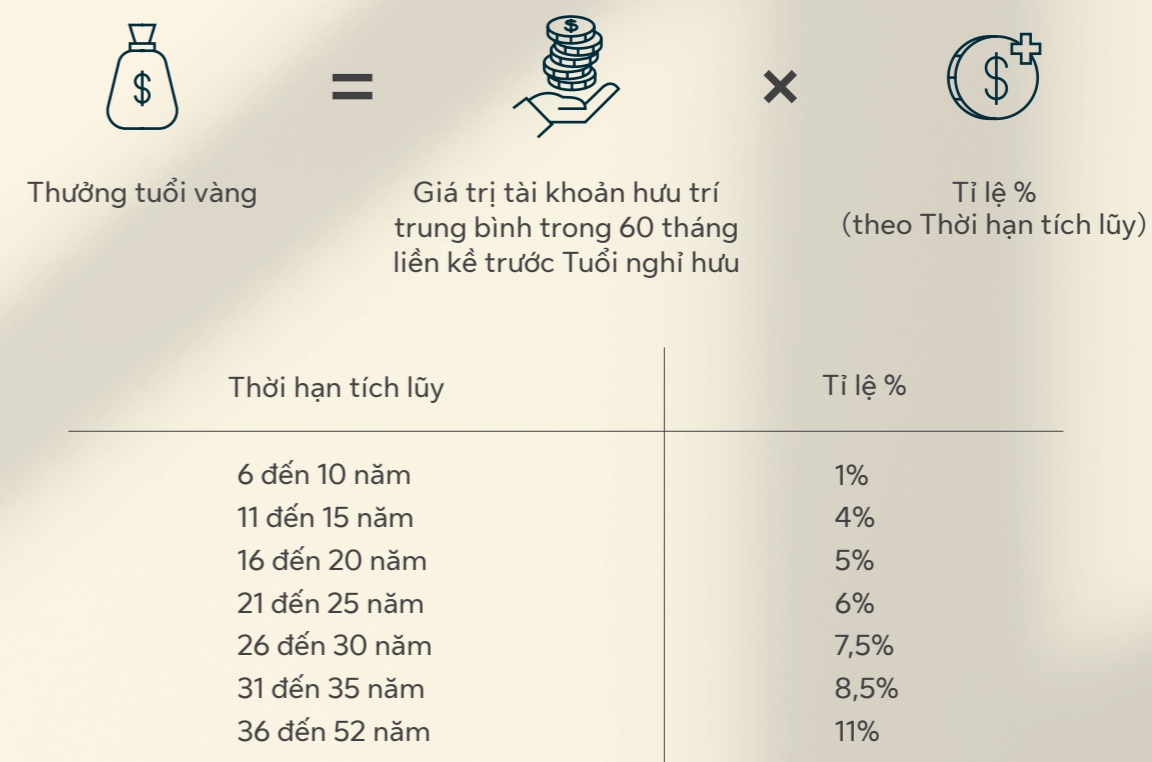 $ = $ × $
Thưởng tuổi vàng
Giá trị tài khoản hưu trí
trung bình trong 60 tháng
liền kề trước Tuổi nghỉ hưu
Tỉ lệ %
(theo Thời hạn tích lũy)
Thời hạn tích lũy Tỉ lệ %
6 đến 10 năm 1%
11 đến 15 năm 4%
16 đến 20 năm 5%
21 đến 25 năm 6%
26 đến 30 năm 7,5%
31 đến 35 năm 8,5%
36 đến 52 năm 11%